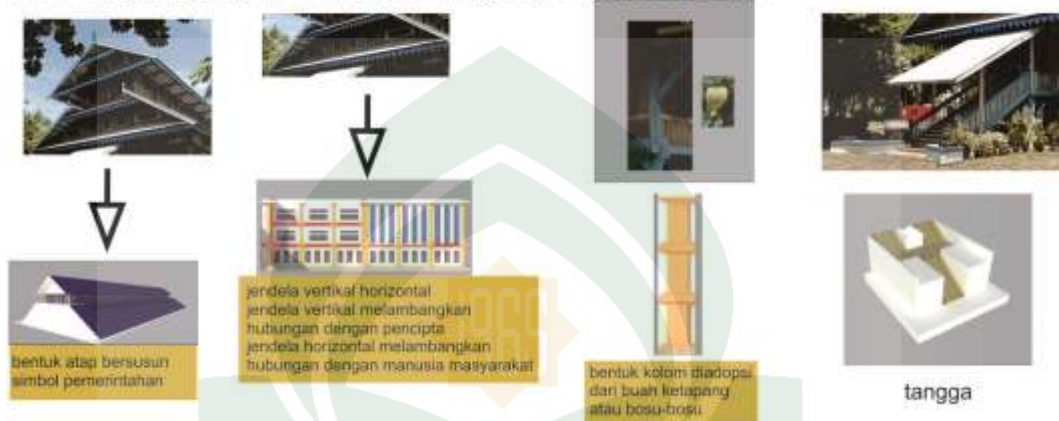 bentuk atap bersusun
simbol pemerintahan
jendela vertikal horizontal
jendela vertikal melambangkan
hubungan dengan pencipta
jendela horizontal melambangkan
hubungan dengan manusia masyarakat
bentuk kolom diadopsi
dari buah ketapang
atau bosu-bosu
tangga